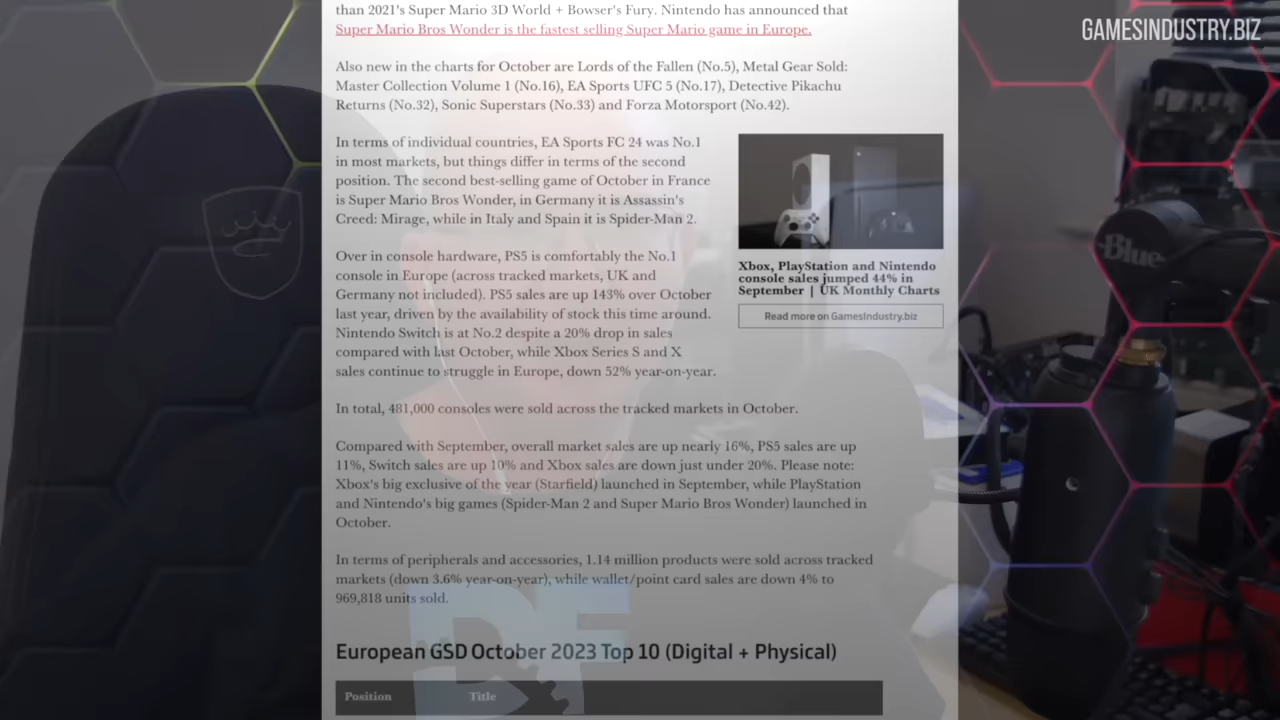 GAMESINDUSTRY.BIZ
than 2021's Super Mario 3D World + Bowser's Fury. Nintendo has announced that
Super Mario Bros Wonder is the fastest selling Super Mario game in Europe.
Also new in the charts for October are Lords of the Fallen (No.5), Metal Gear Sold:
Master Collection Volume 1 (No.16), EA Sports UFC 5 (No.17), Detective Pikachu
Returns (No.32), Sonic Superstars (No.33) and Forza Motorsport (No.42).
In terms of individual countries, EA Sports FC 24 was No.1
in most markets, but things differ in terms of the second
position. The second best-selling game of October in France
is Super Mario Bros Wonder, in Germany it is Assassin's
Creed: Mirage, while in Italy and Spain it is Spider-Man 2.
Over in console hardware, PS5 is comfortably the No.1
console in Europe (across tracked markets, UK and
Germany not included). PS5 sales are up 143% over October
last year, driven by the availability of stock this time around.
Nintendo Switch is at No.2 despite a 20% drop in sales
compared with last October, while Xbox Series S and X
sales continue to struggle in Europe, down 52% year-on-year.
Xbox, PlayStation and Nintendo
console sales jumped 44% in
September | UK Monthly Charts
Read more on GamesIndustry.biz
In total, 481,000 consoles were sold across the tracked markets in October.
Compared with September, overall market sales are up nearly 16%, PS5 sales are up
11%, Switch sales are up 10% and Xbox sales are down just under 20%. Please note:
Xbox's big exclusive of the year (Starfield) launched in September, while PlayStation
and Nintendo's big games (Spider-Man 2 and Super Mario Bros Wonder) launched in
October.
In terms of peripherals and accessories, 1.14 million products were sold across tracked
markets (down 3.6% year-on-year), while wallet/point card sales are down 4% to
969,818 units sold.
European GSD October 2023 Top 10 (Digital + Physical)
Position Title
Blue
DF